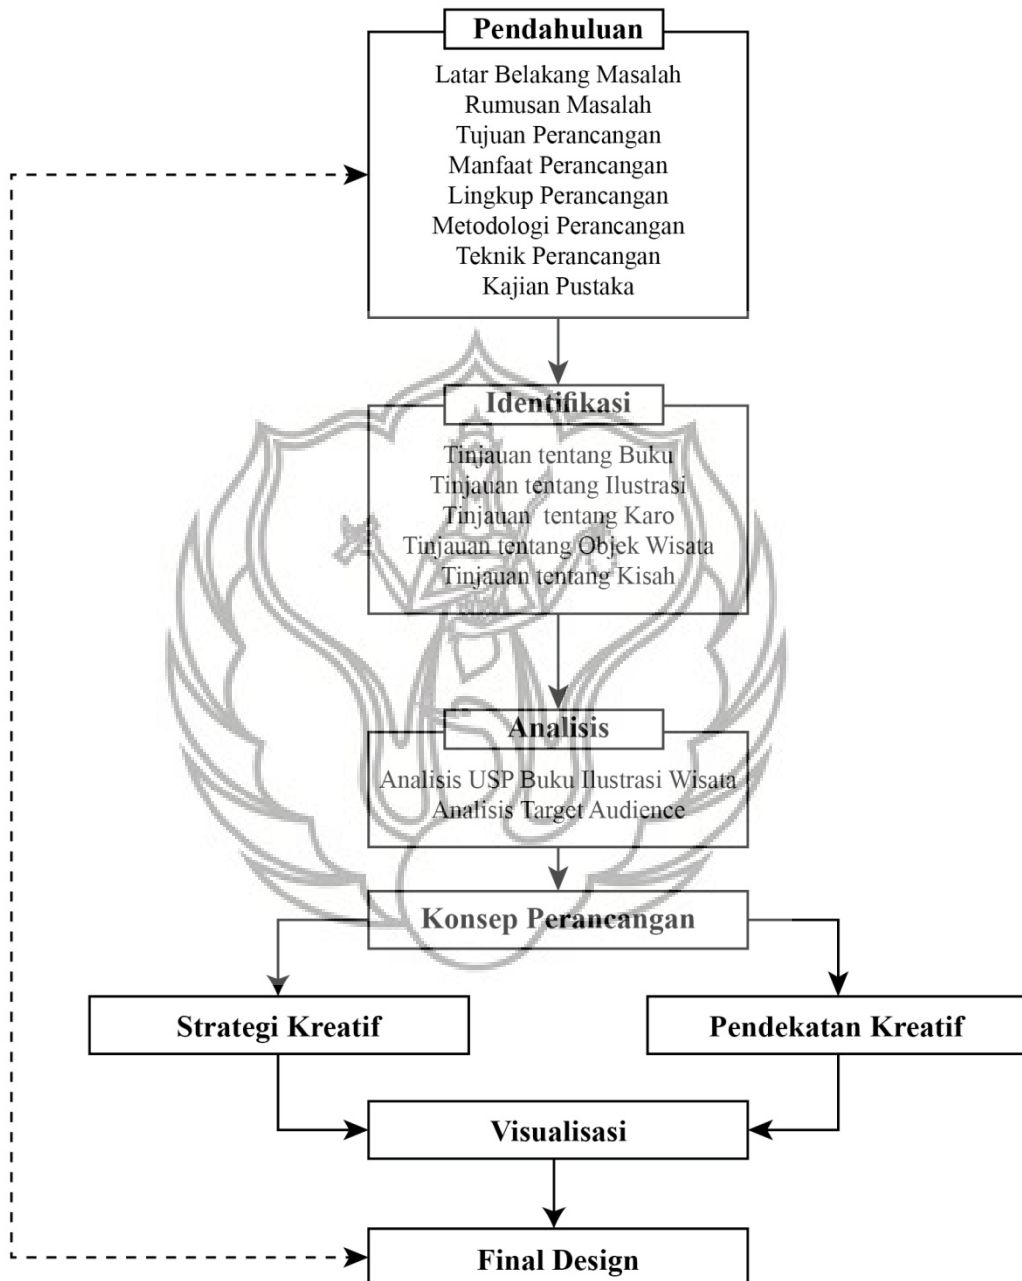 Pendahuluan
Latar Belakang Masalah
Rumusan Masalah
Tujuan Perancangan
Manfaat Perancangan
Lingkup Perancangan
Metodologi Perancangan
Teknik Perancangan
Kajian Pustaka
Identifikasi
Tinjauan tentang Buku
Tinjauan tentang Ilustrasi
Tinjauan tentang Karo
Tinjauan tentang Objek Wisata
Tinjauan tentang Kisah
Analisis
Analisis USP Buku Ilustrasi Wisata
Analisis Target Audience
Konsep Perancangan
Strategi Kreatif
Pendekatan Kreatif
Visualisasi
Final Design